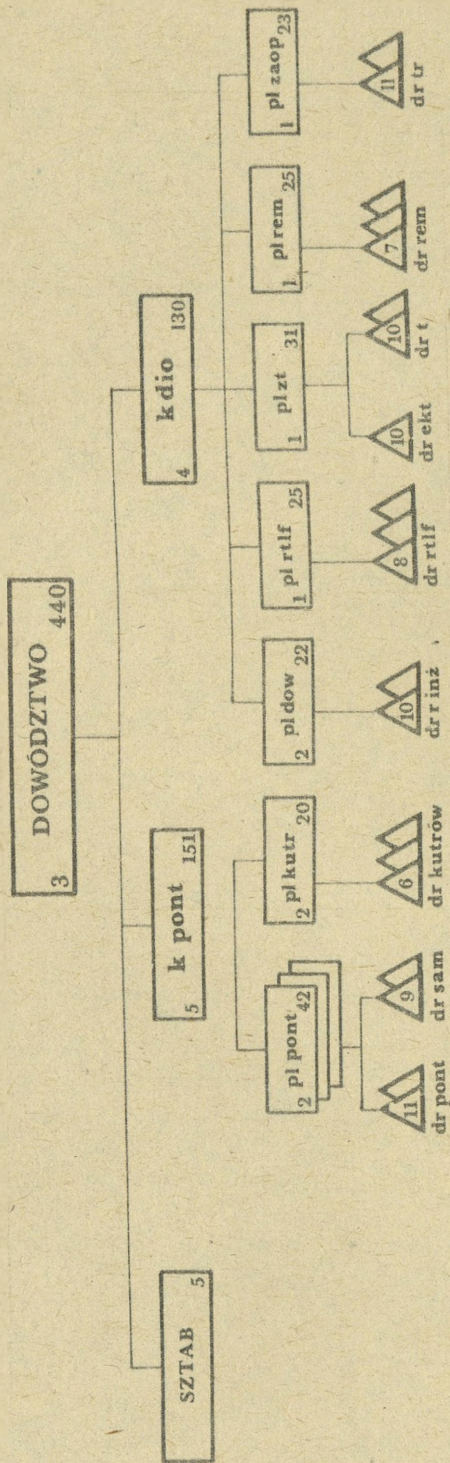 DOWÓDZTWO
3 440
SZTAB
5
k pont
5 151
k dio
4 130
pl pont
2 42
pl kutr
2 20
pl dow
2 22
pl rtlf
1 25
pl zt
1 31
pl rem
1 25
pl zaop
1 23
11
dr pont
9
dr sam
6
dr kutrów
10
dr r inż
8
dr rtlf
10
dr ekt
10
dr t
7
dr rem
11
dr tr